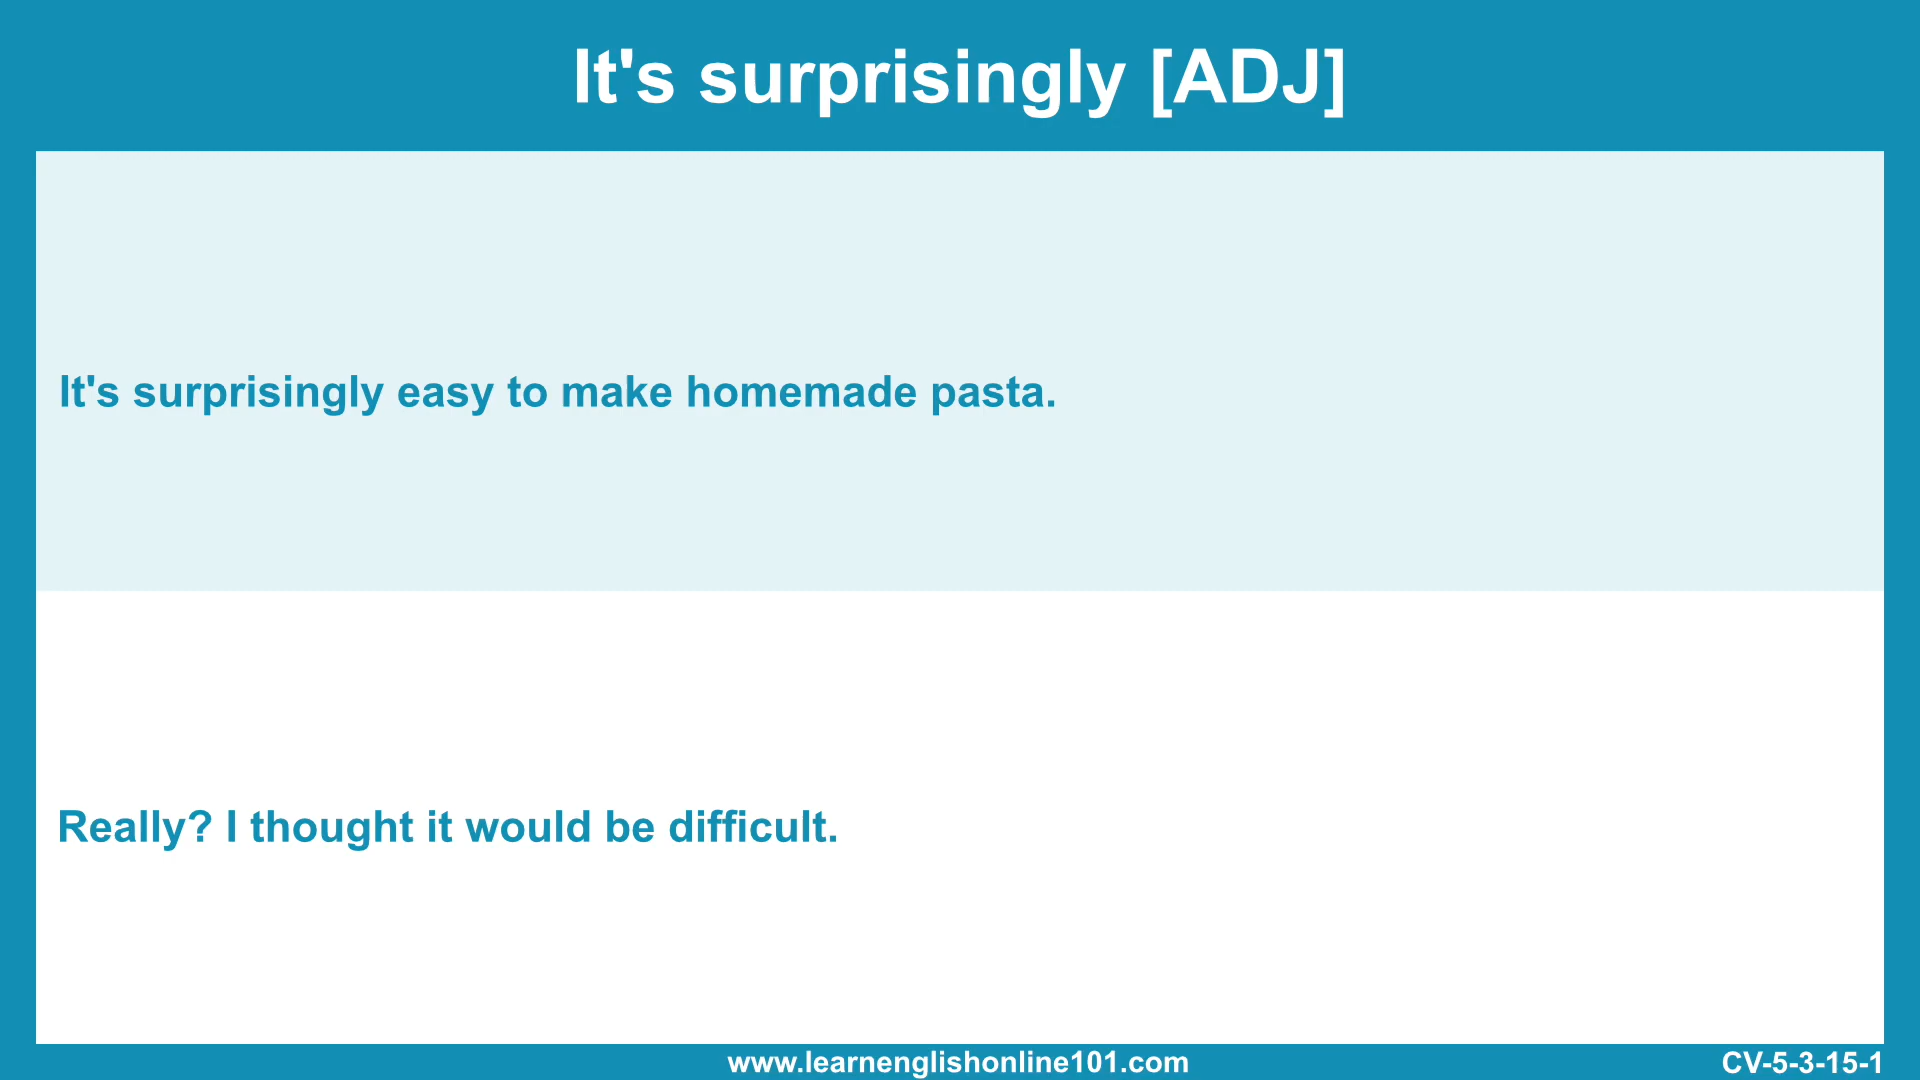 It's surprisingly [ADJ]
It's surprisingly easy to make homemade pasta.
Really? I thought it would be difficult.
www.learnenglishonline101.com
CV-5-3-15-1